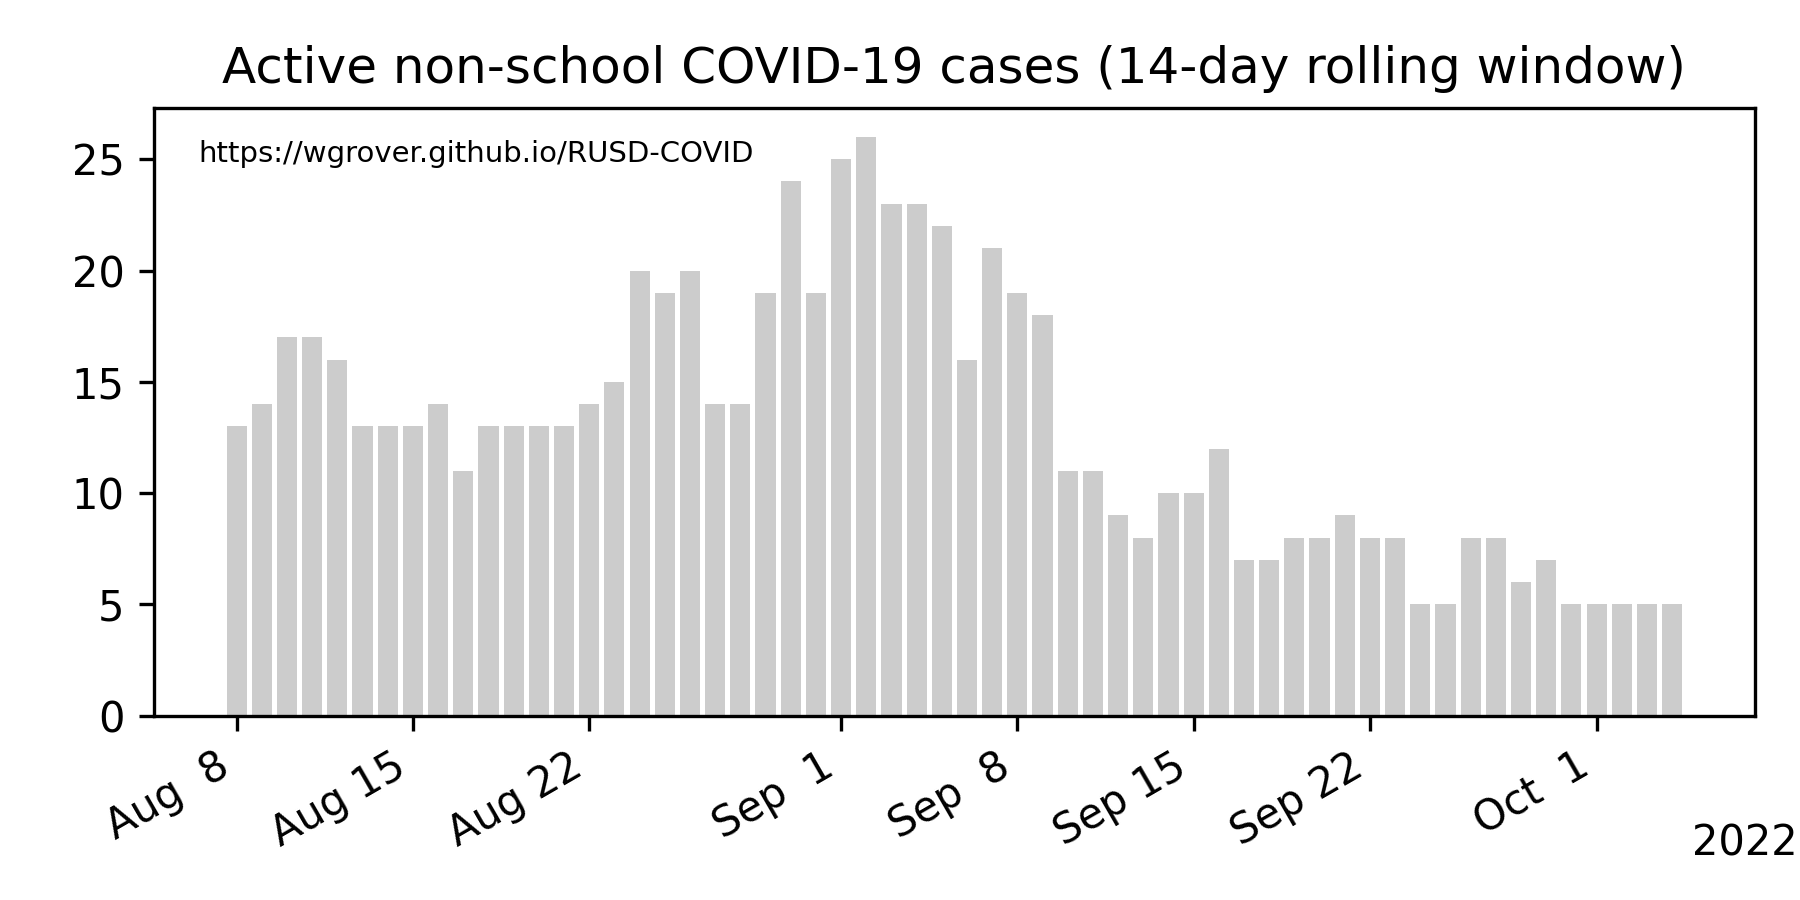 Active non-school COVID-19 cases (14-day rolling window)
https://wgrover.github.io/RUSD-COVID
25
20
15
10
5
0
Aug 8
Aug 15
Aug 22
Sep 1
Sep 8
Sep 15
Sep 22
Oct 1
2022